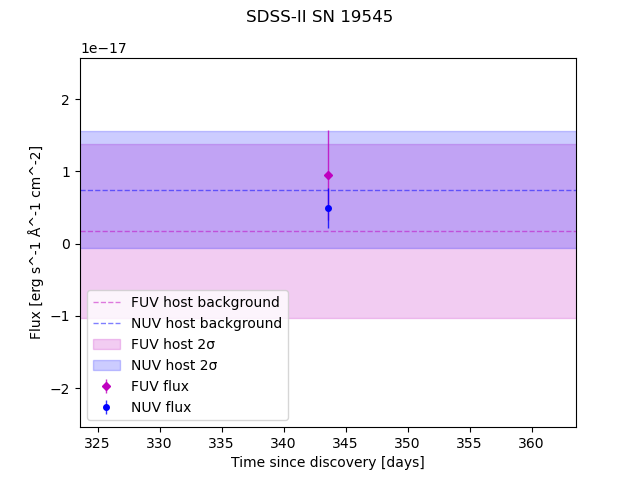 SDSS-II SN 19545
1e−17
2
1
0
−1
−2
Flux [erg s^-1 Å^-1 cm^-2]
FUV host background
NUV host background
FUV host 2σ
NUV host 2σ
FUV flux
NUV flux
325 330 335 340 345 350 355 360
Time since discovery [days]